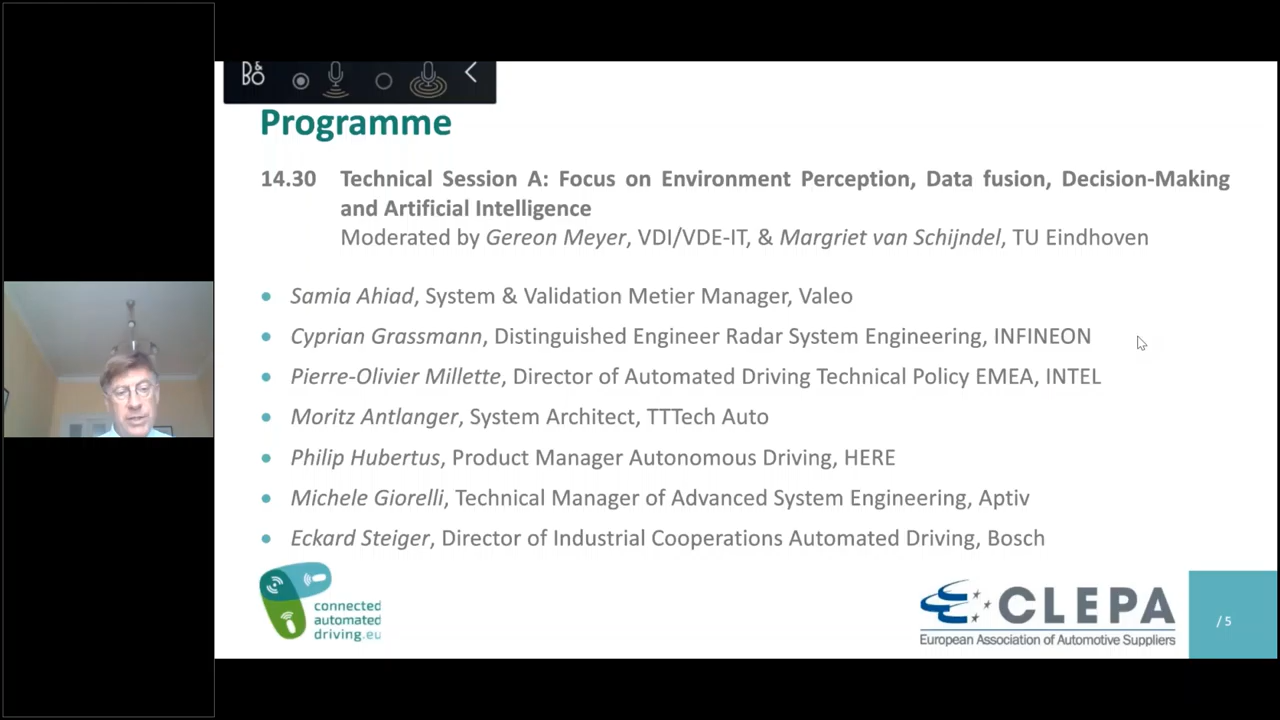 B&O
Programme
14.30 Technical Session A: Focus on Environment Perception, Data fusion, Decision-Making
and Artificial Intelligence
Moderated by Gereon Meyer, VDI/VDE-IT, & Margriet van Schijndel, TU Eindhoven
• Samia Ahiad, System & Validation Metier Manager, Valeo
• Cyprian Grassmann, Distinguished Engineer Radar System Engineering, INFINEON
• Pierre-Olivier Millette, Director of Automated Driving Technical Policy EMEA, INTEL
• Moritz Antlanger, System Architect, TTTech Auto
• Philip Hubertus, Product Manager Autonomous Driving, HERE
• Michele Giorelli, Technical Manager of Advanced System Engineering, Aptiv
• Eckard Steiger, Director of Industrial Cooperations Automated Driving, Bosch
connected
automated
driving.eu
CLEPA
European Association of Automotive Suppliers
/ 5